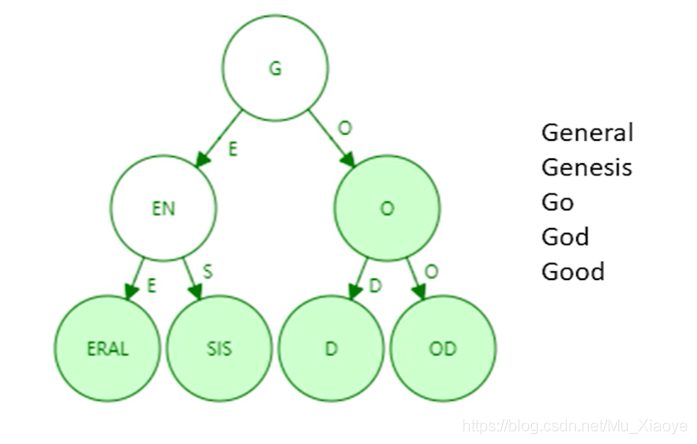 G
E
O
EN
O
E
S
D
O
ERAL
SIS
D
OD
General
Genesis
Go
God
Good
https://blog.csdn.net/Mu_Xiaoye